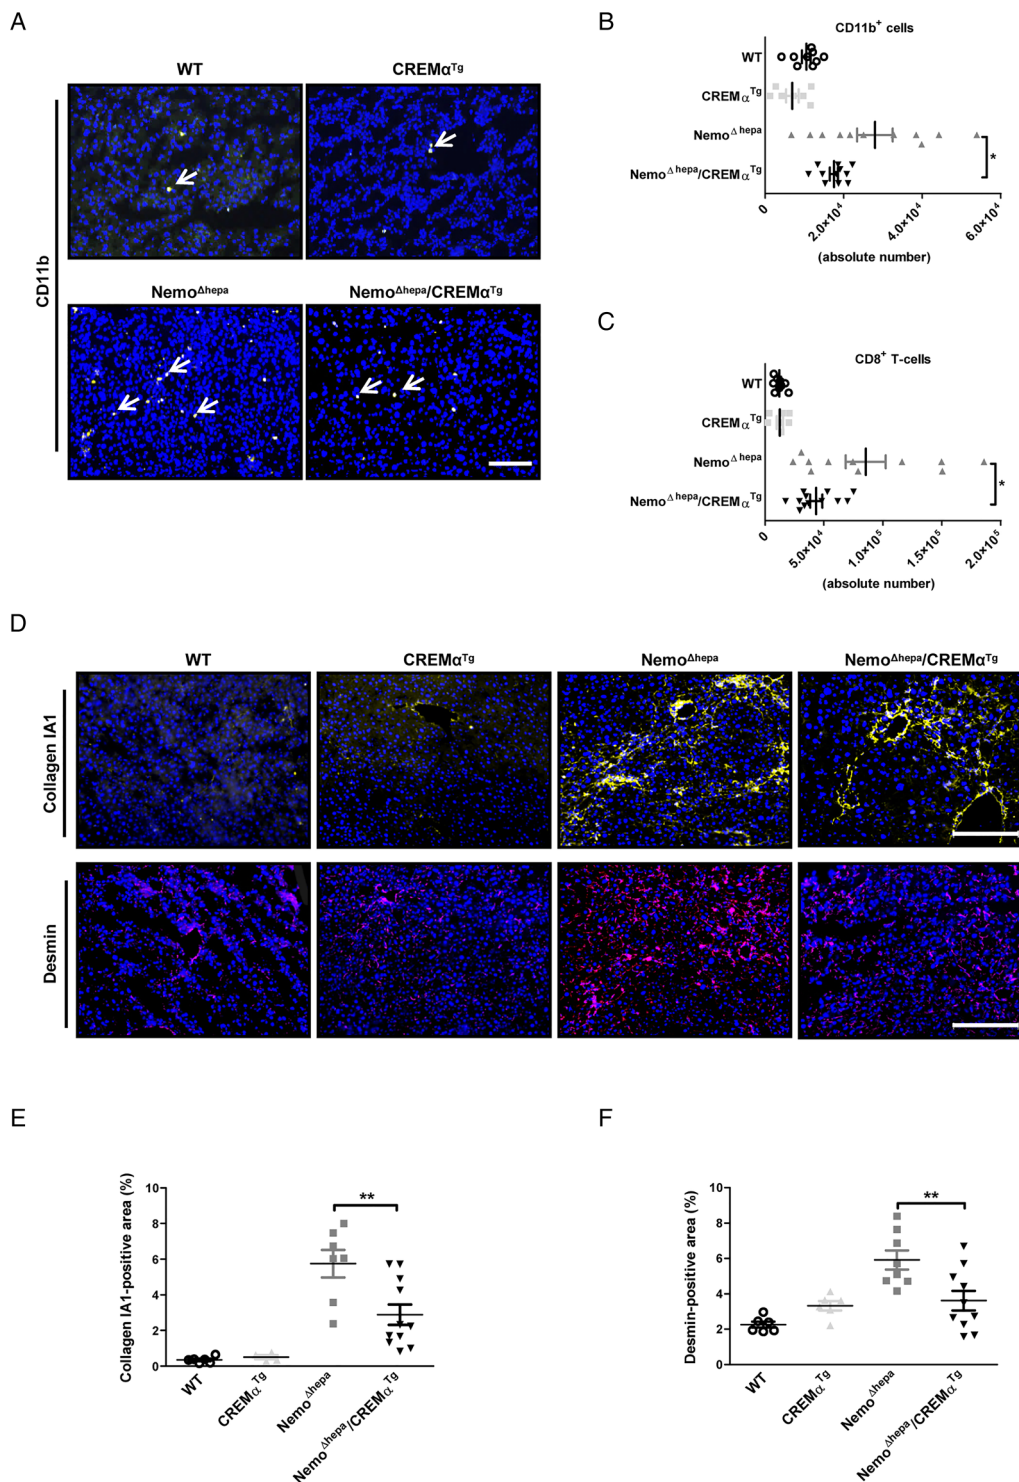 A
WT
CREMαTg
CD11b
NemoΔhepa
NemoΔhepa/CREMαTg
B
CD11b+ cells
WT
CREMαTg
NemoΔhepa
NemoΔhepa/CREMαTg
*
0
2.0×10^4
4.0×10^4
6.0×10^4
(absolute number)
C
CD8+ T-cells
WT
CREMαTg
NemoΔhepa
NemoΔhepa/CREMαTg
*
0
5.0×10^4
1.0×10^5
1.5×10^5
2.0×10^5
(absolute number)
D
WT
CREMαTg
NemoΔhepa
NemoΔhepa/CREMαTg
Collagen IA1
Desmin
E
Collagen IA1-positive area (%)
10
8
6
4
2
0
**
WT
CREMαTg
NemoΔhepa
NemoΔhepa/CREMαTg
F
Desmin-positive area (%)
10
8
6
4
2
0
**
WT
CREMαTg
NemoΔhepa
NemoΔhepa/CREMαTg